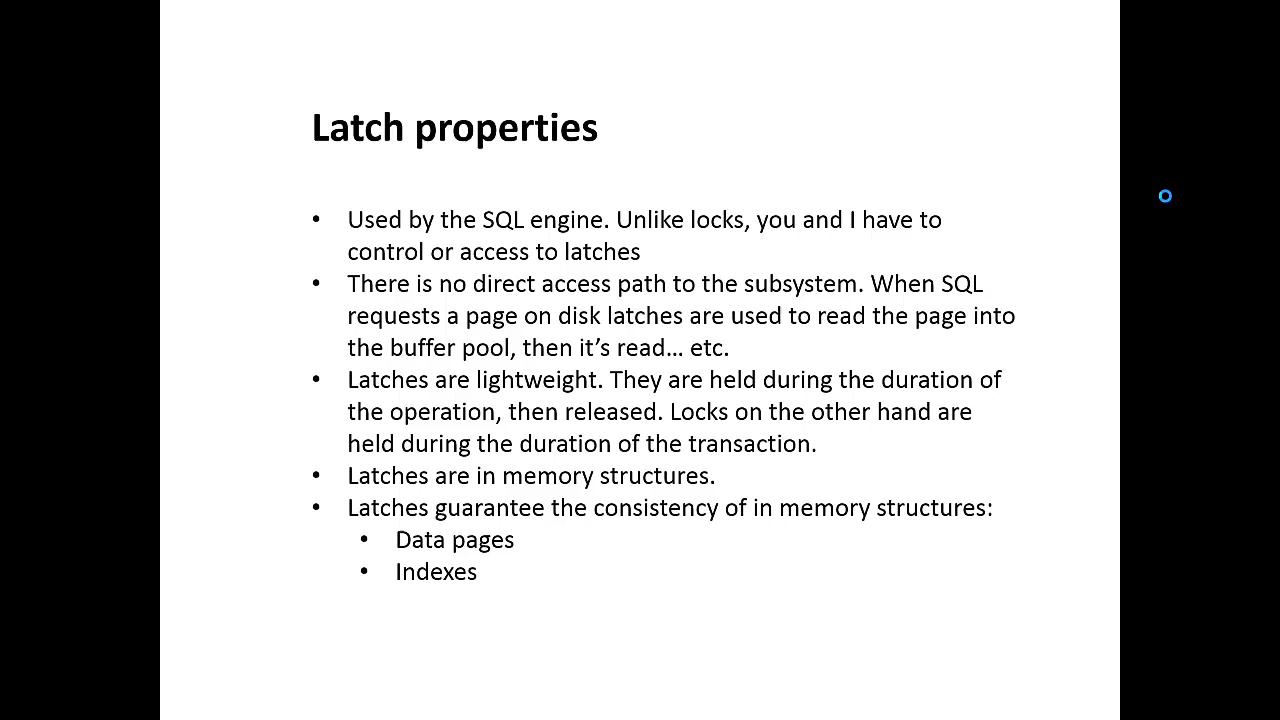 Latch properties
• Used by the SQL engine. Unlike locks, you and I have to
control or access to latches
• There is no direct access path to the subsystem. When SQL
requests a page on disk latches are used to read the page into
the buffer pool, then it’s read… etc.
• Latches are lightweight. They are held during the duration of
the operation, then released. Locks on the other hand are
held during the duration of the transaction.
• Latches are in memory structures.
• Latches guarantee the consistency of in memory structures:
• Data pages
• Indexes